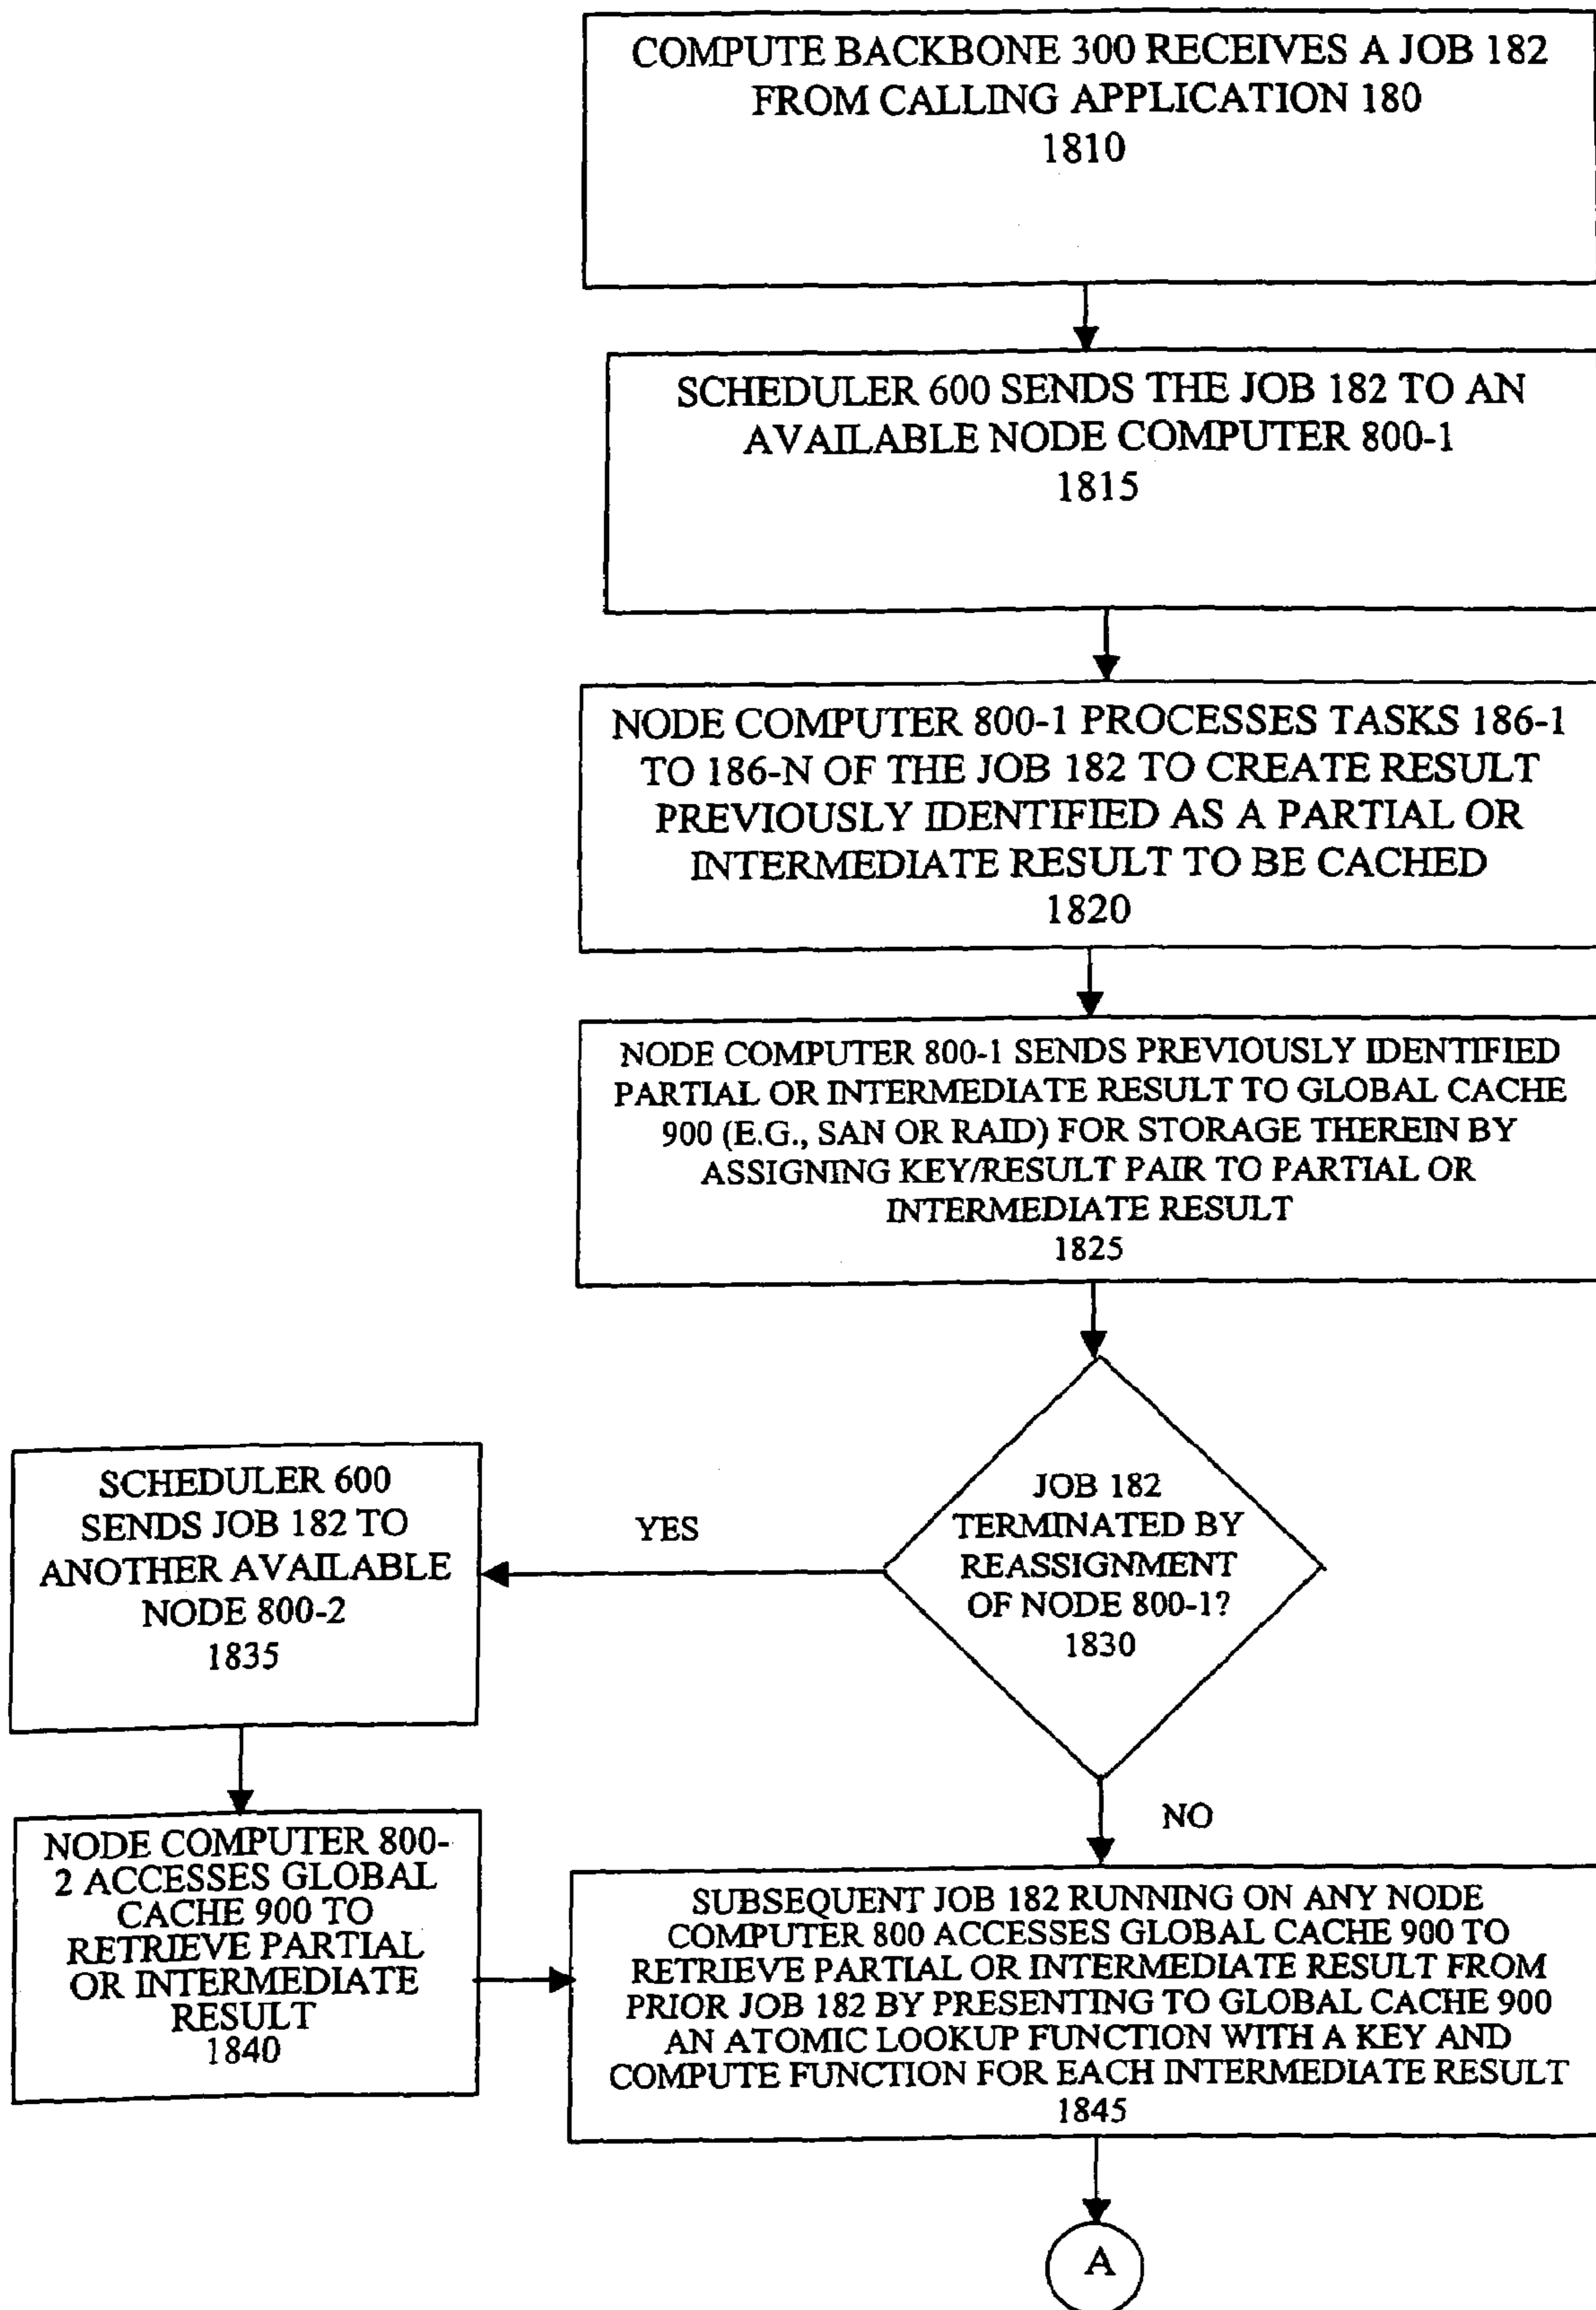 COMPUTE BACKBONE 300 RECEIVES A JOB 182
FROM CALLING APPLICATION 180
1810
SCHEDULER 600 SENDS THE JOB 182 TO AN
AVAILABLE NODE COMPUTER 800-1
1815
NODE COMPUTER 800-1 PROCESSES TASKS 186-1
TO 186-N OF THE JOB 182 TO CREATE RESULT
PREVIOUSLY IDENTIFIED AS A PARTIAL OR
INTERMEDIATE RESULT TO BE CACHED
1820
NODE COMPUTER 800-1 SENDS PREVIOUSLY IDENTIFIED
PARTIAL OR INTERMEDIATE RESULT TO GLOBAL CACHE
900 (E.G., SAN OR RAID) FOR STORAGE THEREIN BY
ASSIGNING KEY/RESULT PAIR TO PARTIAL OR
INTERMEDIATE RESULT
1825
JOB 182
TERMINATED BY
REASSIGNMENT
OF NODE 800-1?
1830
YES
SCHEDULER 600
SENDS JOB 182 TO
ANOTHER AVAILABLE
NODE 800-2
1835
NODE COMPUTER 800-
2 ACCESSES GLOBAL
CACHE 900 TO
RETRIEVE PARTIAL
OR INTERMEDIATE
RESULT
1840
NO
SUBSEQUENT JOB 182 RUNNING ON ANY NODE
COMPUTER 800 ACCESSES GLOBAL CACHE 900 TO
RETRIEVE PARTIAL OR INTERMEDIATE RESULT FROM
PRIOR JOB 182 BY PRESENTING TO GLOBAL CACHE 900
AN ATOMIC LOOKUP FUNCTION WITH A KEY AND
COMPUTE FUNCTION FOR EACH INTERMEDIATE RESULT
1845
A